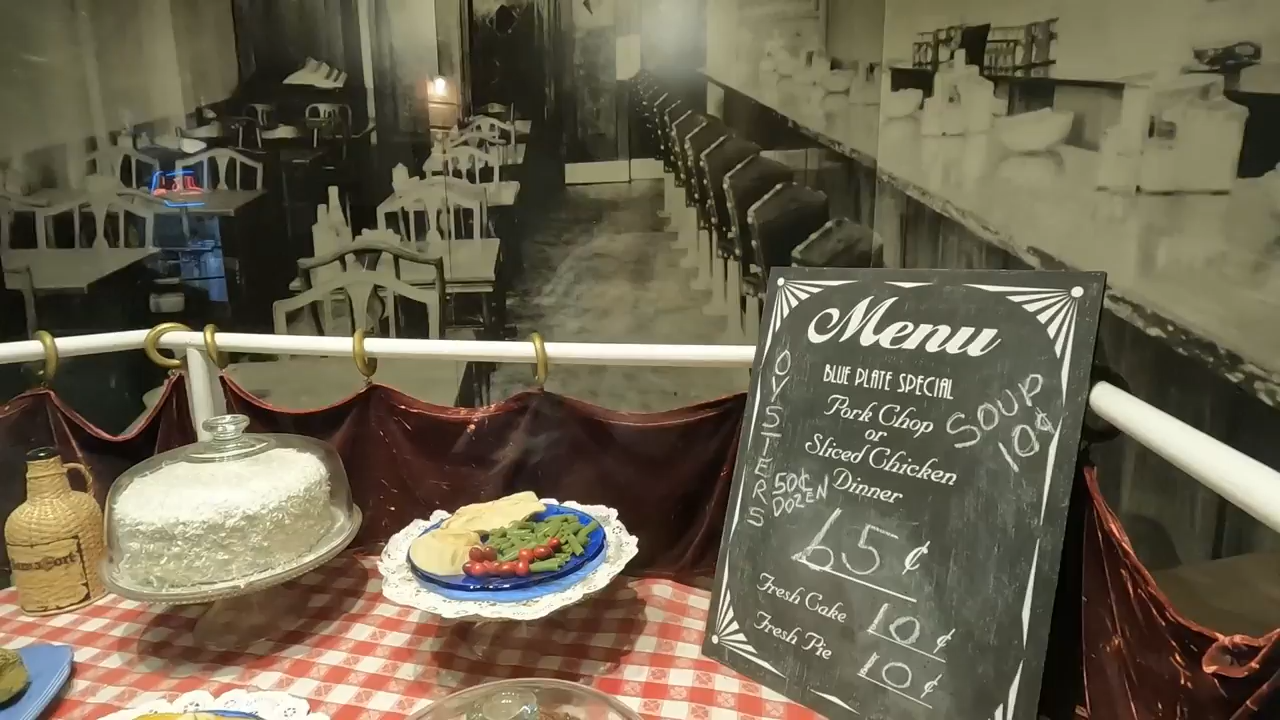 Menu
BLUE PLATE SPECIAL
Pork Chop
or
Sliced Chicken
Dinner
65¢
Fresh Cake 10¢
Fresh Pie 10¢
OYSTERS
50¢
DOZEN
SOUP
10¢